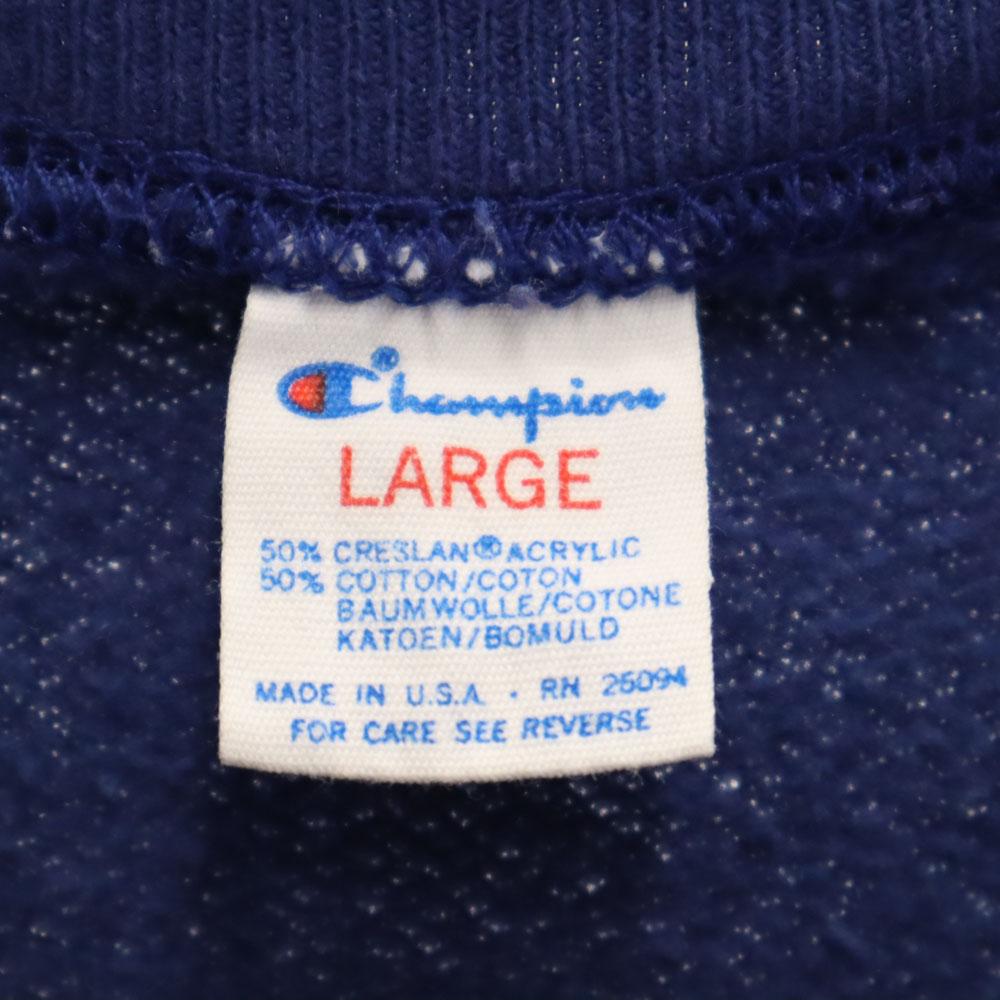 Champion®
LARGE
50% CRESLAN® ACRYLIC
50% COTTON/COTON
BAUMWOLLE/COTONE
KATOEN/BOMULD
MADE IN U.S.A. · RN 26094
FOR CARE SEE REVERSE